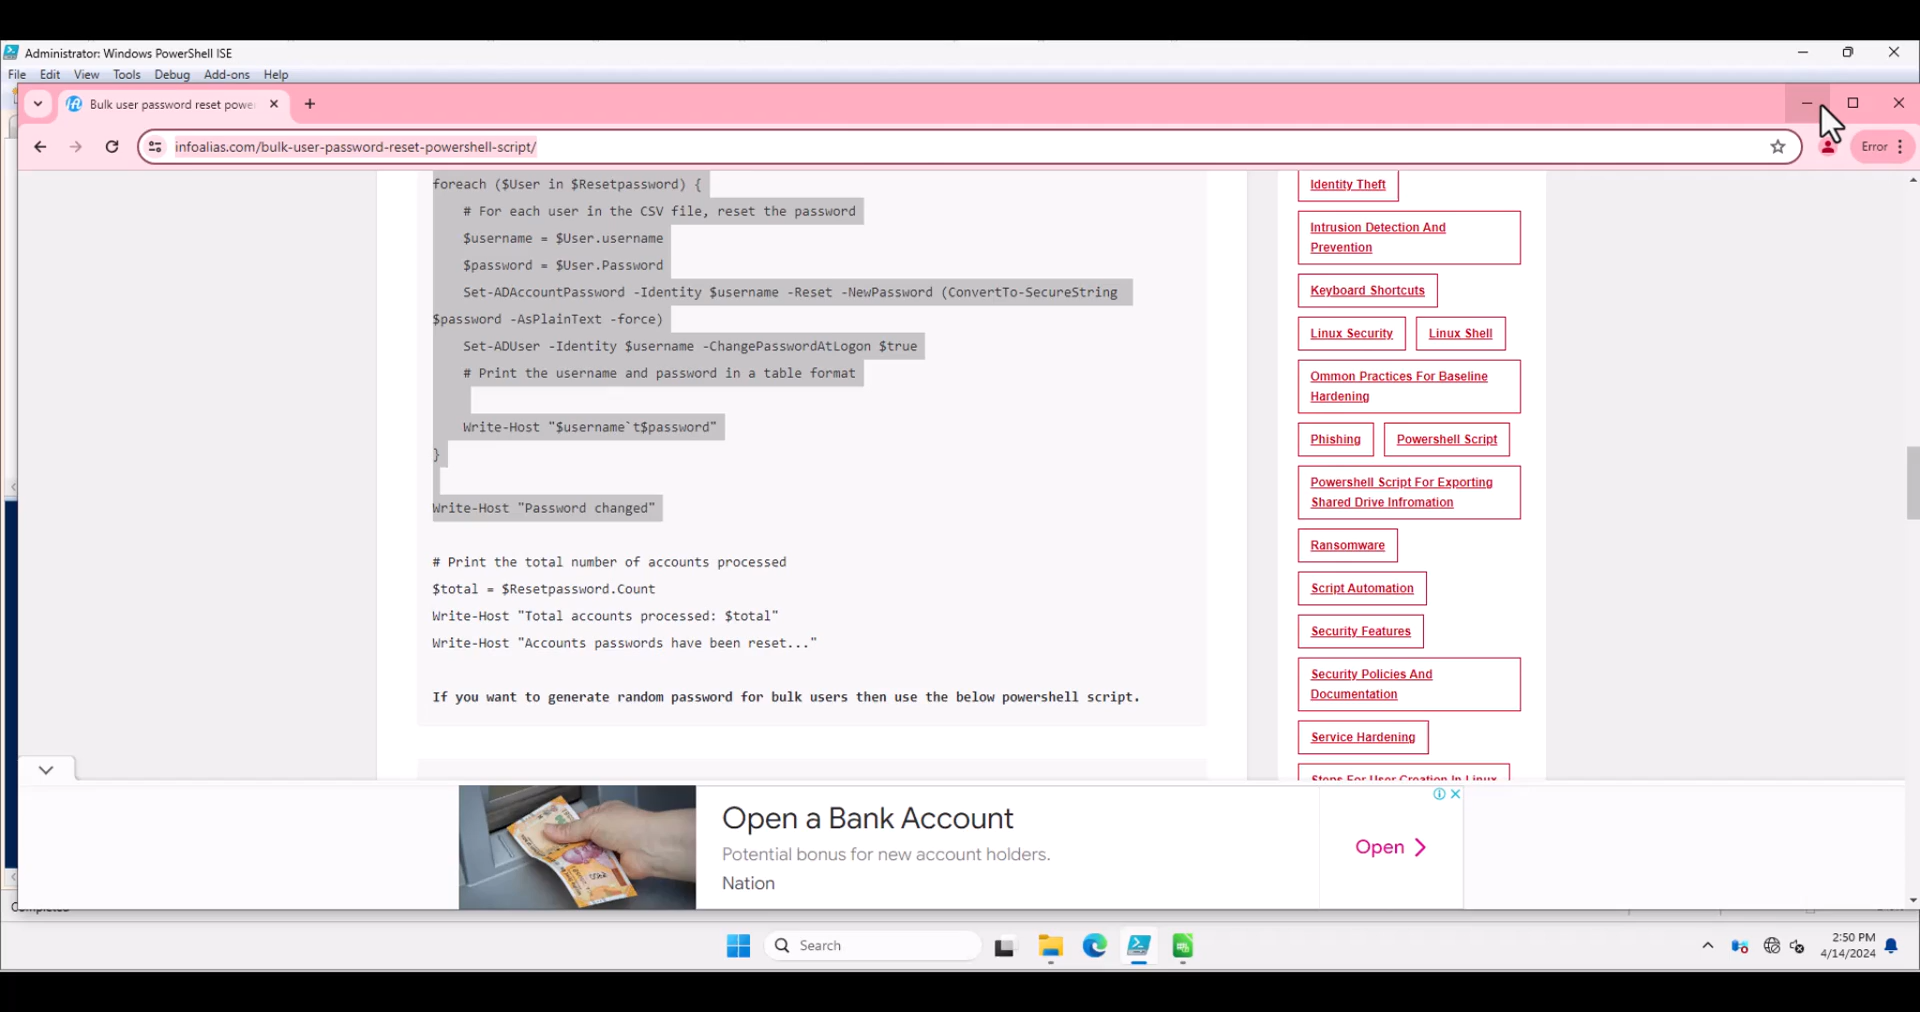 Administrator: Windows PowerShell ISE
File Edit View Tools Debug Add-ons Help
Bulk user password reset powe
infoalias.com/bulk-user-password-reset-powershell-script/
Error
foreach ($User in $Resetpassword) {
# For each user in the CSV file, reset the password
$username = $User.username
$password = $User.Password
Set-ADAccountPassword -Identity $username -Reset -NewPassword (ConvertTo-SecureString
$password -AsPlainText -force)
Set-ADUser -Identity $username -ChangePasswordAtLogon $true
# Print the username and password in a table format
Write-Host "$username`t$password"
}
Write-Host "Password changed"
# Print the total number of accounts processed
$total = $Resetpassword.Count
Write-Host "Total accounts processed: $total"
Write-Host "Accounts passwords have been reset..."
If you want to generate random password for bulk users then use the below powershell script.
Identity Theft
Intrusion Detection And
Prevention
Keyboard Shortcuts
Linux Security
Linux Shell
Ommon Practices For Baseline
Hardening
Phishing
Powershell Script
Powershell Script For Exporting
Shared Drive Infromation
Ransomware
Script Automation
Security Features
Security Policies And
Documentation
Service Hardening
Steps For User Creation In Linux
Open a Bank Account
Potential bonus for new account holders.
Nation
Open
Completed
Search
2:50 PM
4/14/2024